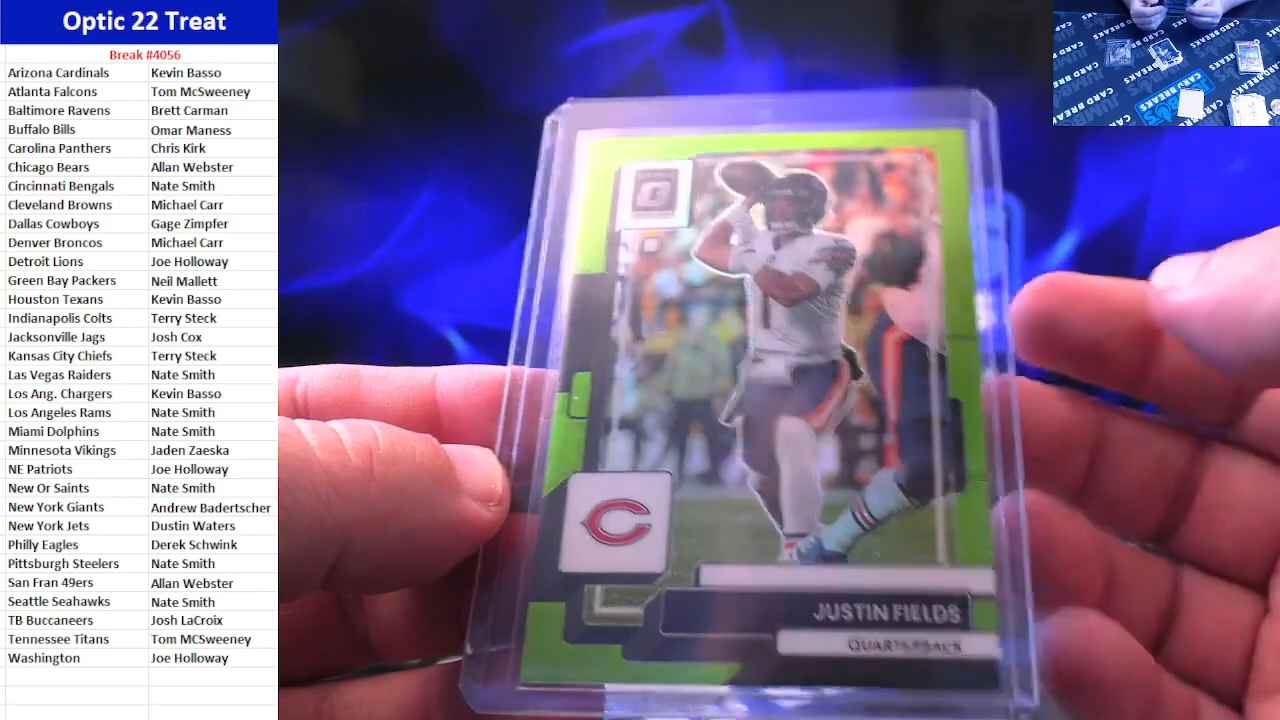 Optic 22 Treat
Break #4056
Arizona Cardinals Kevin Basso
Atlanta Falcons Tom McSweeney
Baltimore Ravens Brett Carman
Buffalo Bills Omar Maness
Carolina Panthers Chris Kirk
Chicago Bears Allan Webster
Cincinnati Bengals Nate Smith
Cleveland Browns Michael Carr
Dallas Cowboys Gage Zimpfer
Denver Broncos Michael Carr
Detroit Lions Joe Holloway
Green Bay Packers Neil Mallett
Houston Texans Kevin Basso
Indianapolis Colts Terry Steck
Jacksonville Jags Josh Cox
Kansas City Chiefs Terry Steck
Las Vegas Raiders Nate Smith
Los Ang. Chargers Kevin Basso
Los Angeles Rams Nate Smith
Miami Dolphins Nate Smith
Minnesota Vikings Jaden Zaeska
NE Patriots Joe Holloway
New Or Saints Nate Smith
New York Giants Andrew Badertscher
New York Jets Dustin Waters
Philly Eagles Derek Schwink
Pittsburgh Steelers Nate Smith
San Fran 49ers Allan Webster
Seattle Seahawks Nate Smith
TB Buccaneers Josh LaCroix
Tennessee Titans Tom MCSweeney
Washington Joe Holloway
C
1
JUSTIN FIELDS
QUARTERBACK
CARD BREAKS
JUMBO'S
CARD BREAKS